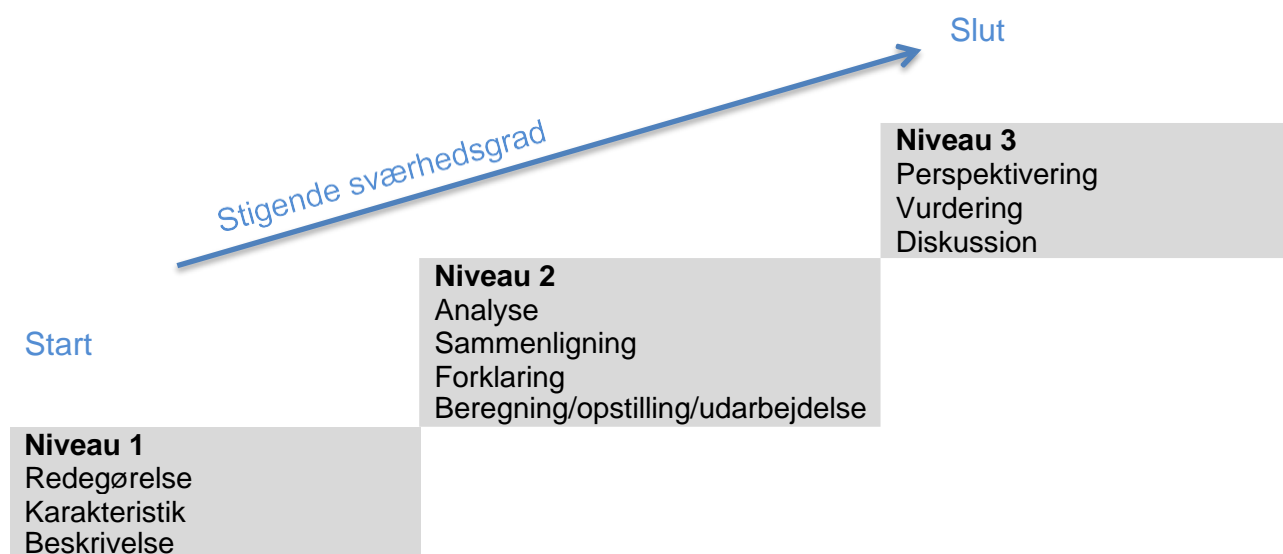 Slut
Stigende sværhedsgrad
Niveau 3
Perspektivering
Vurdering
Diskussion
Niveau 2
Analyse
Sammenligning
Forklaring
Beregning/opstilling/udarbejdelse
Start
Niveau 1
Redegørelse
Karakteristik
Beskrivelse